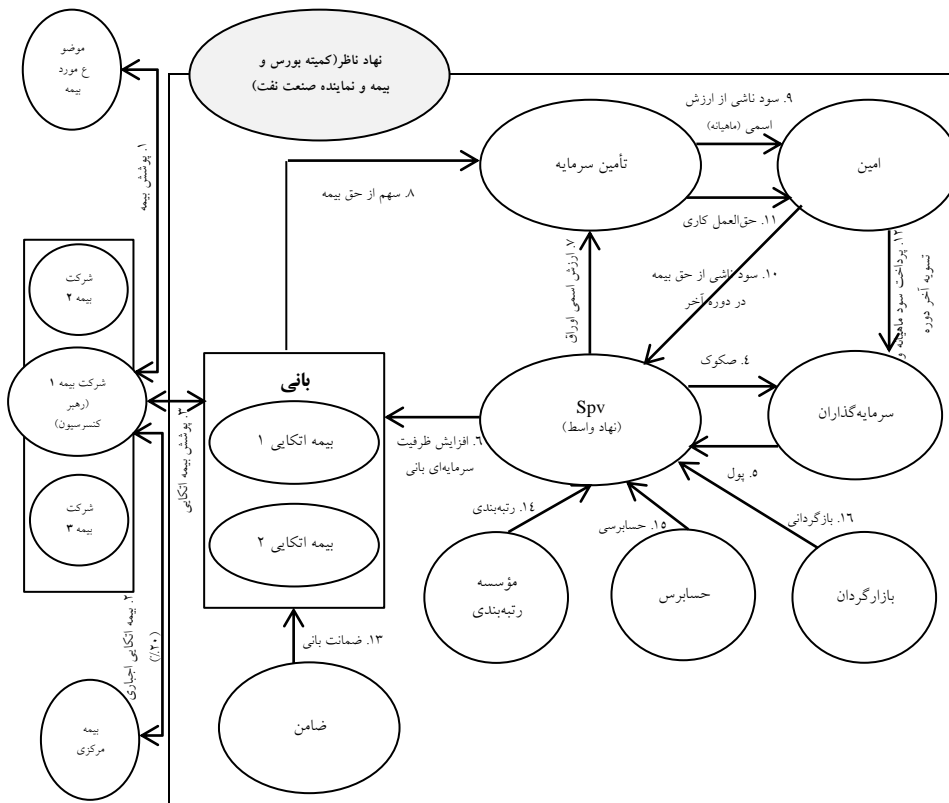 موضو
ع مورد
بیمه
نهاد ناظر(کمیته بورس و
بیمه و نماینده صنعت نفت)
۱. پوشش بیمه
شرکت
بیمه ۲
شرکت بیمه ۱
(رهبر
کنسرسیون)
شرکت
بیمه ۳
۲. بیمه اتکایی اجباری
(۲۰٪)
بیمه
مرکزی
۳. پوشش بیمه اتکایی
بانی
بیمه اتکایی ۱
بیمه اتکایی ۲
۱۳. ضمانت بانی
ضامن
۸. سهم از حق بیمه
تأمین سرمایه
۹. سود ناشی از ارزش
اسمی (ماهیانه)
امین
۱۱. حق‌العمل کاری
۷. ارزش اسمی اوراق
۱۰. سود ناشی از حق بیمه
در دوره آخر
۱۲. پرداخت سود ماهیانه و
تسویه آخر دوره
Spv
(نهاد واسط)
۴. صکوک
سرمایه‌گذاران
۵. پول
۶. افزایش ظرفیت
سرمایه‌ای بانی
۱۴. رتبه‌بندی
۱۵. حسابرسی
۱۶. بازگردانی
مؤسسه
رتبه‌بندی
حسابرس
بازارگردان